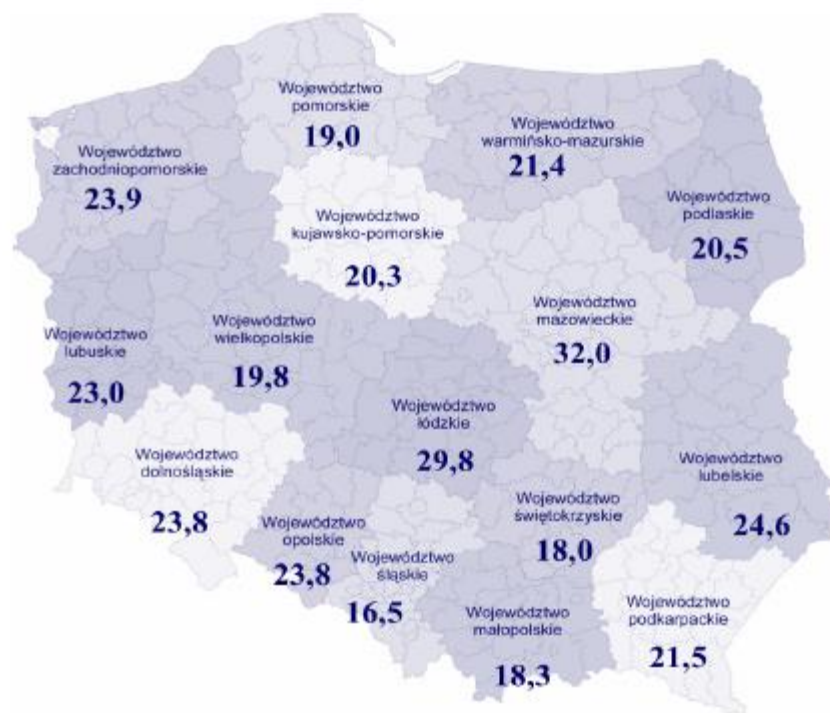 Województwo
pomorskie
19,0
Województwo
warmińsko-mazurskie
21,4
Województwo
zachodniopomorskie
23,9
Województwo
podlaskie
20,5
Województwo
kujawsko-pomorskie
20,3
Województwo
mazowieckie
32,0
Województwo
lubuskie
23,0
Województwo
wielkopolskie
19,8
Województwo
łódzkie
29,8
Województwo
dolnośląskie
23,8
Województwo
lubelskie
24,6
Województwo
opolskie
23,8
Województwo
śląskie
16,5
Województwo
świętokrzyskie
18,0
Województwo
małopolskie
18,3
Województwo
podkarpackie
21,5